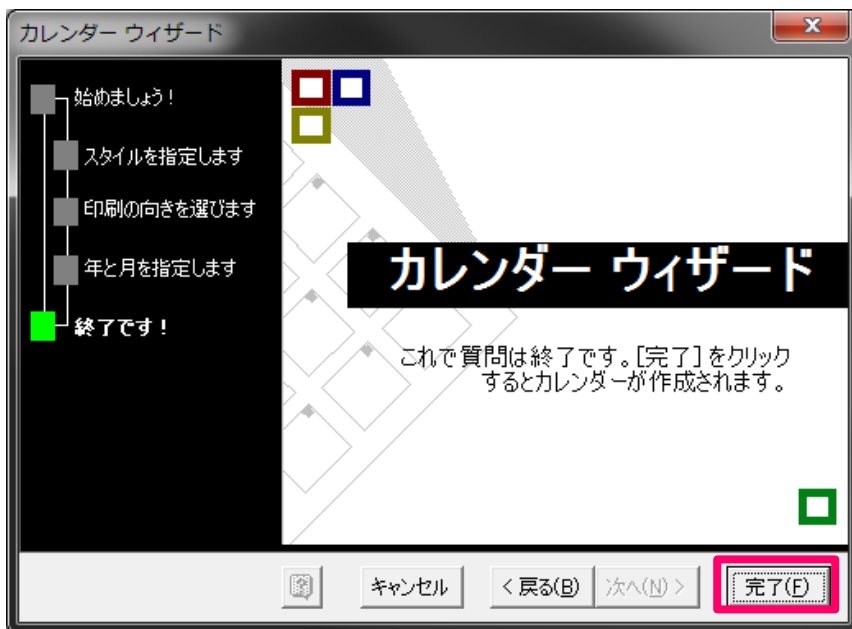 カレンダー ウィザード
始めましょう!
スタイルを指定します
印刷の向きを選びます
年と月を指定します
終了です!
カレンダー ウィザード
これで質問は終了です。[完了]をクリック
するとカレンダーが作成されます。
キャンセル
< 戻る(B)
次へ(N) >
完了(F)